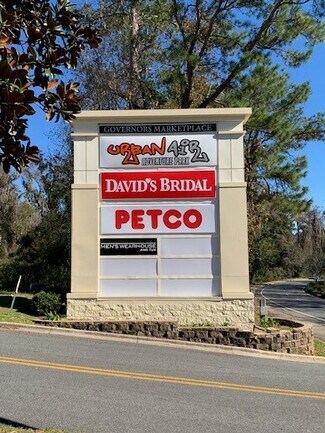 GOVERNORS MARKETPLACE
URBAN AIR
ADVENTURE PARK
DAVID'S BRIDAL
PETCO
MEN'S WEARHOUSE